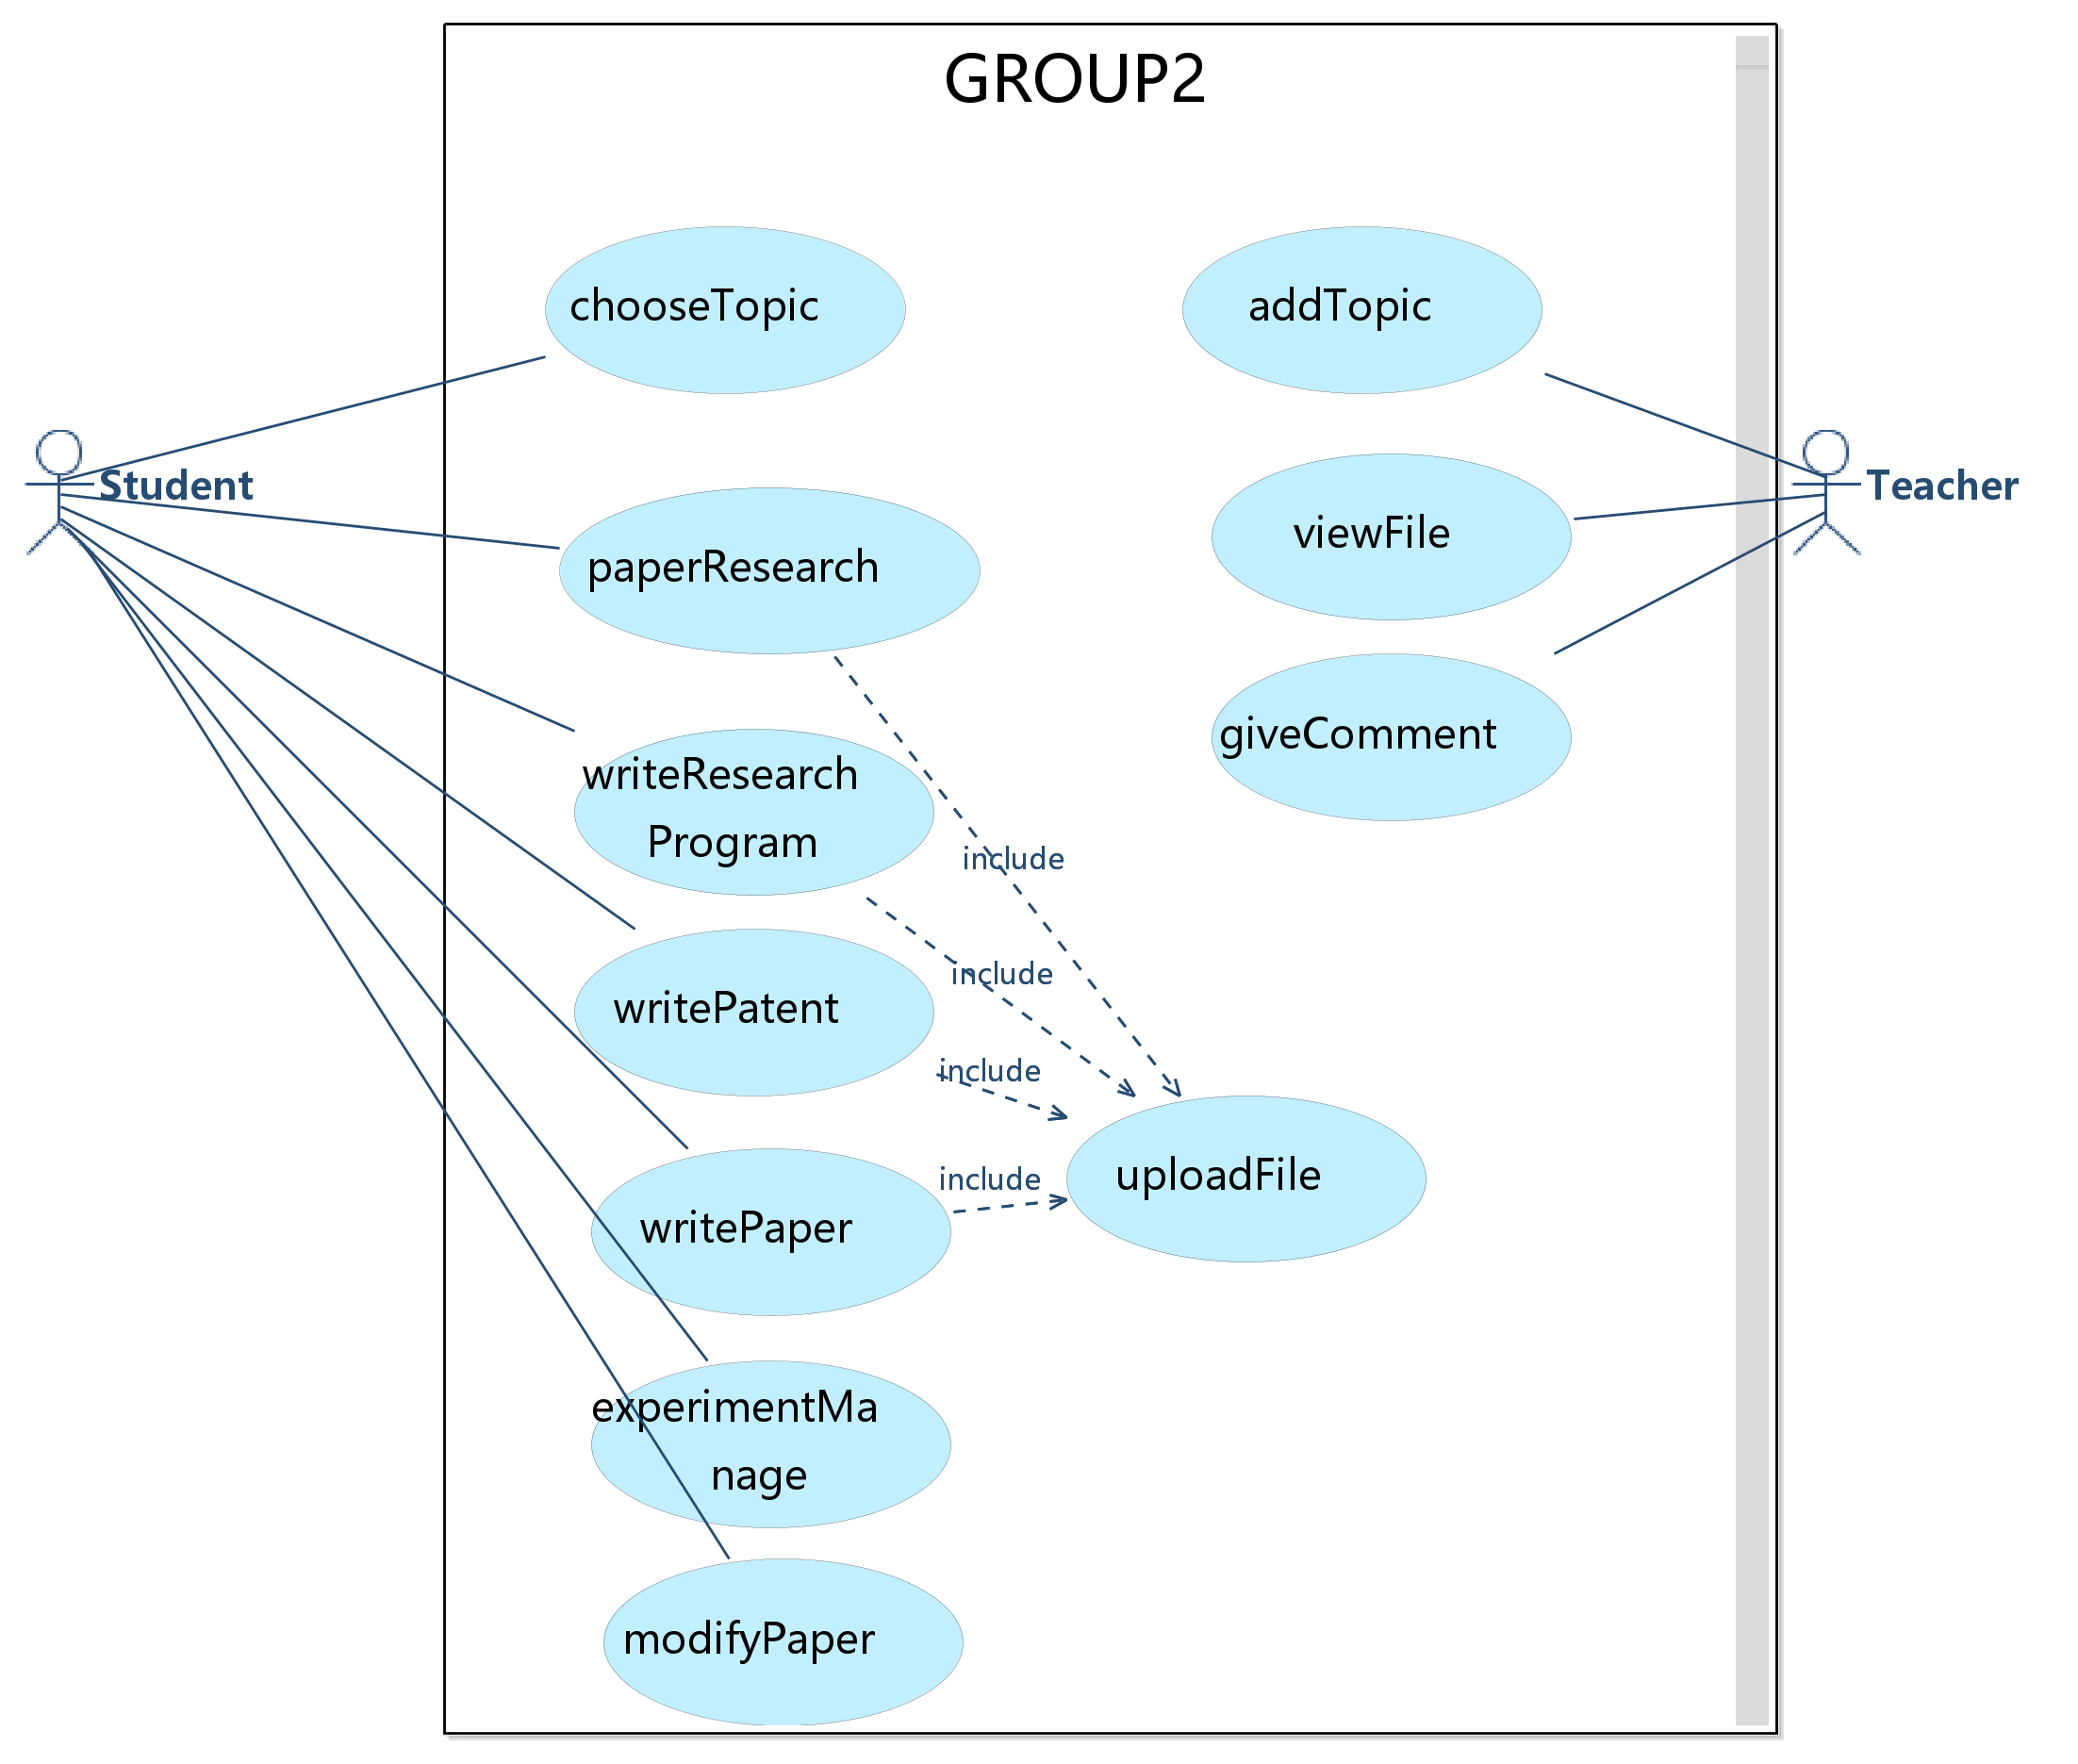 GROUP2
chooseTopic
addTopic
Student
Teacher
viewFile
paperResearch
giveComment
writeResearch
Program
include
include
writePatent
include
uploadFile
include
writePaper
experimentMa
nage
modifyPaper